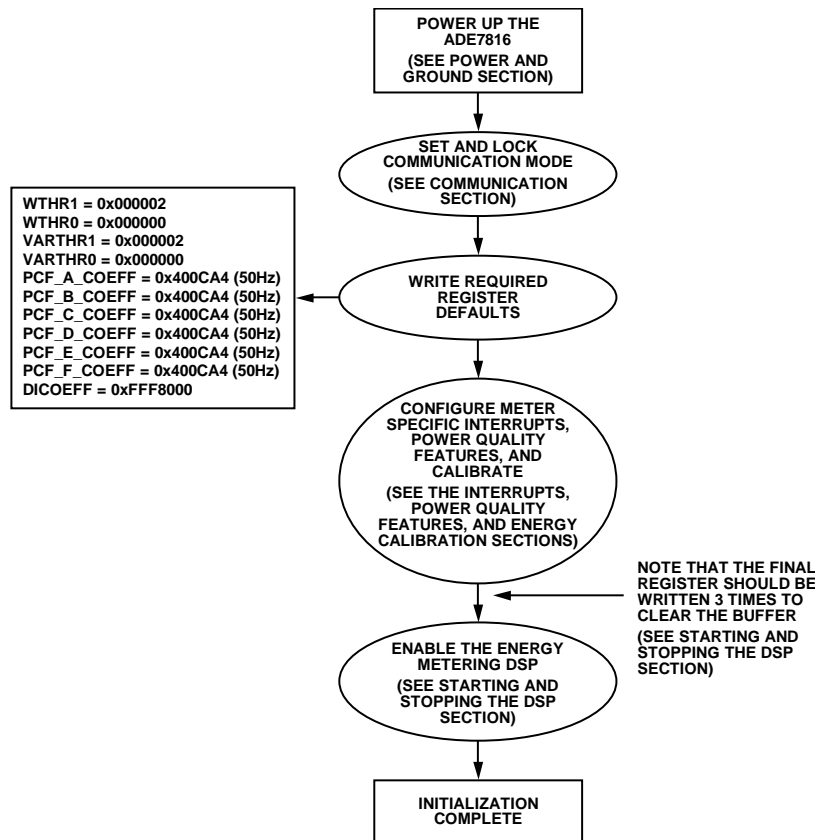 POWER UP THE
ADE7816
(SEE POWER AND
GROUND SECTION)
SET AND LOCK
COMMUNICATION MODE
(SEE COMMUNICATION
SECTION)
WTHR1 = 0x000002
WTHR0 = 0x000000
VARTHR1 = 0x000002
VARTHR0 = 0x000000
PCF_A_COEFF = 0x400CA4 (50Hz)
PCF_B_COEFF = 0x400CA4 (50Hz)
PCF_C_COEFF = 0x400CA4 (50Hz)
PCF_D_COEFF = 0x400CA4 (50Hz)
PCF_E_COEFF = 0x400CA4 (50Hz)
PCF_F_COEFF = 0x400CA4 (50Hz)
DICOEFF = 0xFFF8000
WRITE REQUIRED
REGISTER
DEFAULTS
CONFIGURE METER
SPECIFIC INTERRUPTS,
POWER QUALITY
FEATURES, AND
CALIBRATE
(SEE THE INTERRUPTS,
POWER QUALITY
FEATURES, AND ENERGY
CALIBRATION SECTIONS)
NOTE THAT THE FINAL
REGISTER SHOULD BE
WRITTEN 3 TIMES TO
CLEAR THE BUFFER
(SEE STARTING AND
STOPPING THE DSP
SECTION)
ENABLE THE ENERGY
METERING DSP
(SEE STARTING AND
STOPPING THE DSP
SECTION)
INITIALIZATION
COMPLETE